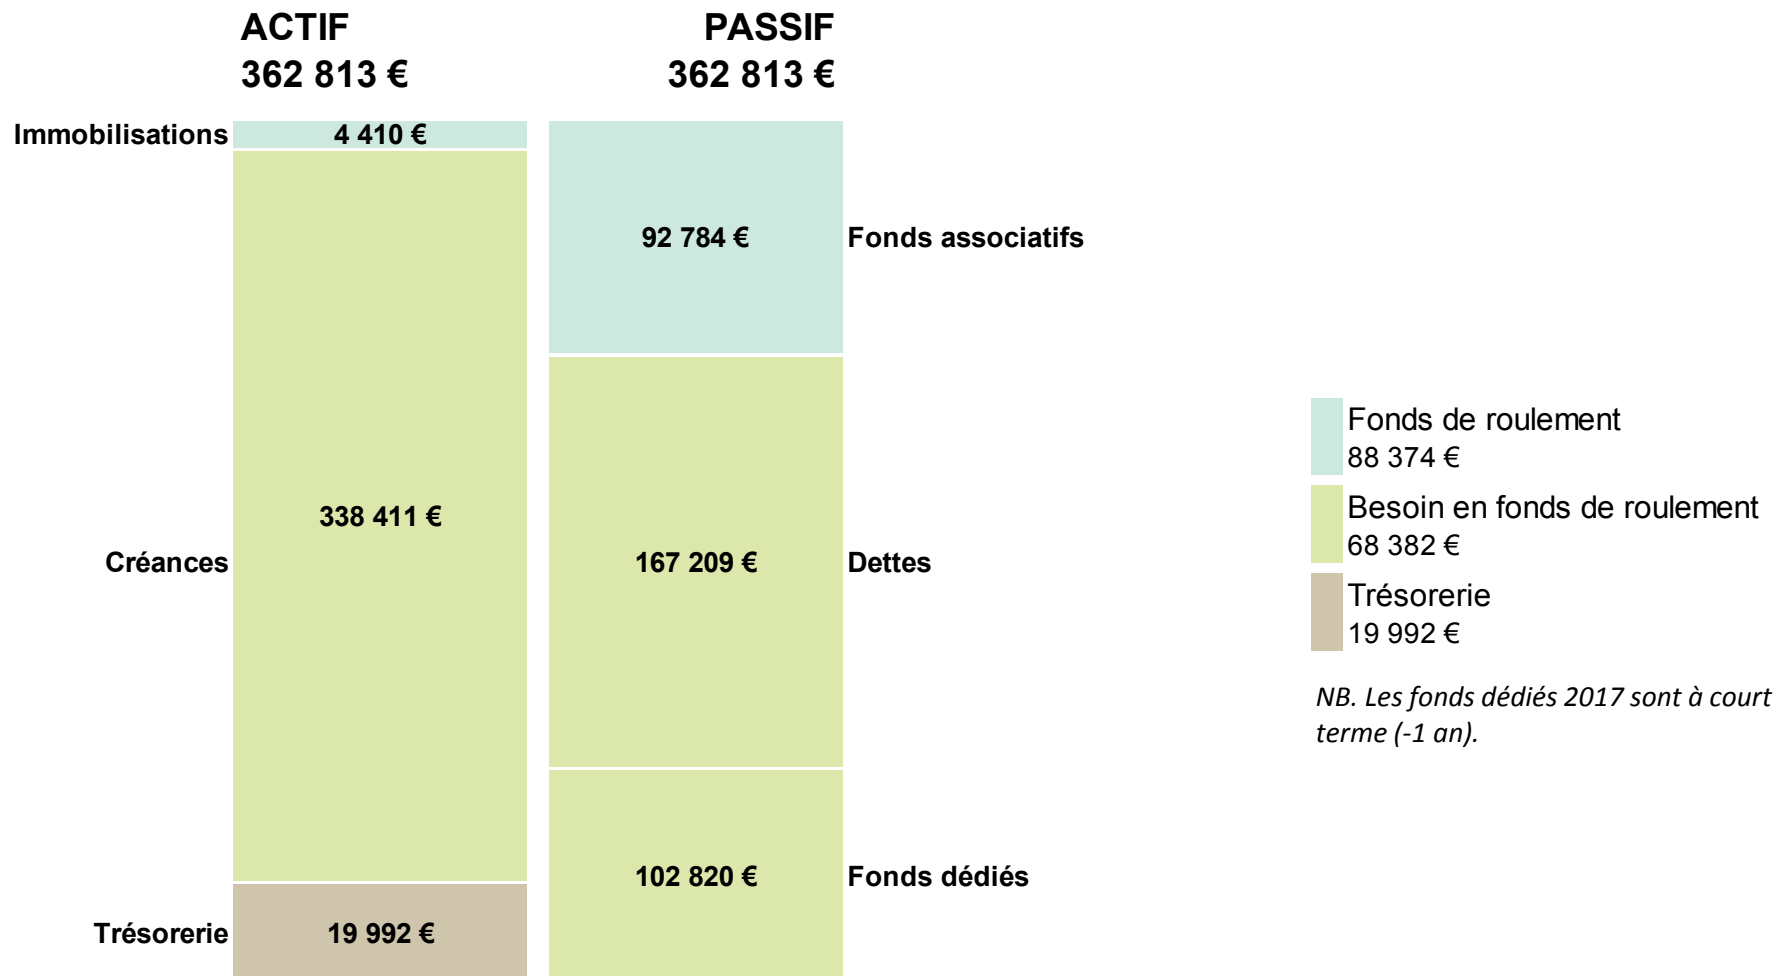 ACTIF
362 813 €
PASSIF
362 813 €
Immobilisations
4 410 €
92 784 €
Fonds associatifs
338 411 €
Créances
167 209 €
Dettes
102 820 €
Fonds dédiés
Trésorerie
19 992 €
Fonds de roulement
88 374 €
Besoin en fonds de roulement
68 382 €
Trésorerie
19 992 €
NB. Les fonds dédiés 2017 sont à court
terme (-1 an).